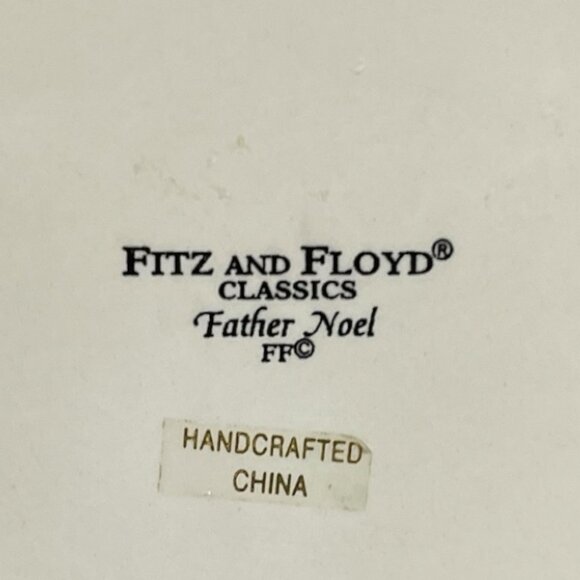 FITZ AND FLOYD®
CLASSICS
Father Noel
FF©
HANDCRAFTED
CHINA